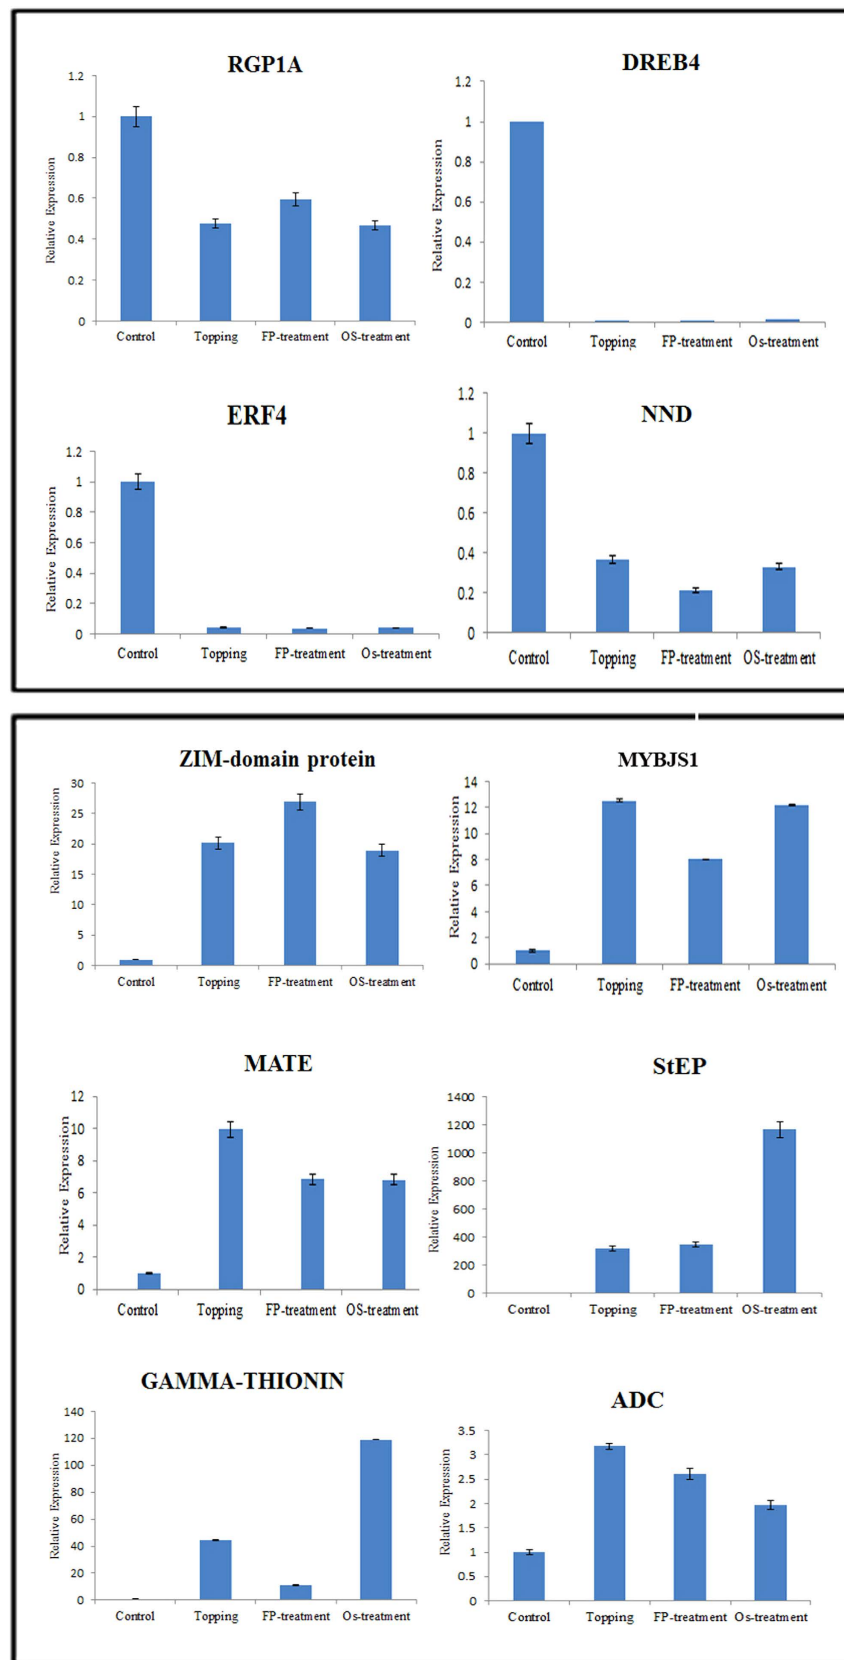 RGP1A
Relative Expression
1.2
1
0.8
0.6
0.4
0.2
0
Control Topping FP-treatment OS-treatment
DREB4
Relative Expression
1.2
1
0.8
0.6
0.4
0.2
0
Control Topping FP-treatment Os-treatment
ERF4
Relative Expression
1.2
1
0.8
0.6
0.4
0.2
0
Control Topping FP-treatment Os-treatment
NND
Relative Expression
1.2
1
0.8
0.6
0.4
0.2
0
Control Topping FP-treatment OS-treatment
ZIM-domain protein
Relative Expression
30
25
20
15
10
5
0
Control Topping FP-treatment OS-treatment
MYBJS1
Relative Expression
14
12
10
8
6
4
2
0
Control Topping FP-treatment Os-treatment
MATE
Relative Expression
12
10
8
6
4
2
0
Control Topping FP-treatment OS-treatment
StEP
Relative Expression
1400
1200
1000
800
600
400
200
0
Control Topping FP-treatment OS-treatment
GAMMA-THIONIN
Relative Expression
140
120
100
80
60
40
20
0
Control Topping FP-treatment Os-treatment
ADC
Relative Expression
3.5
3
2.5
2
1.5
1
0.5
0
Control Topping FP-treatment Os-treatment